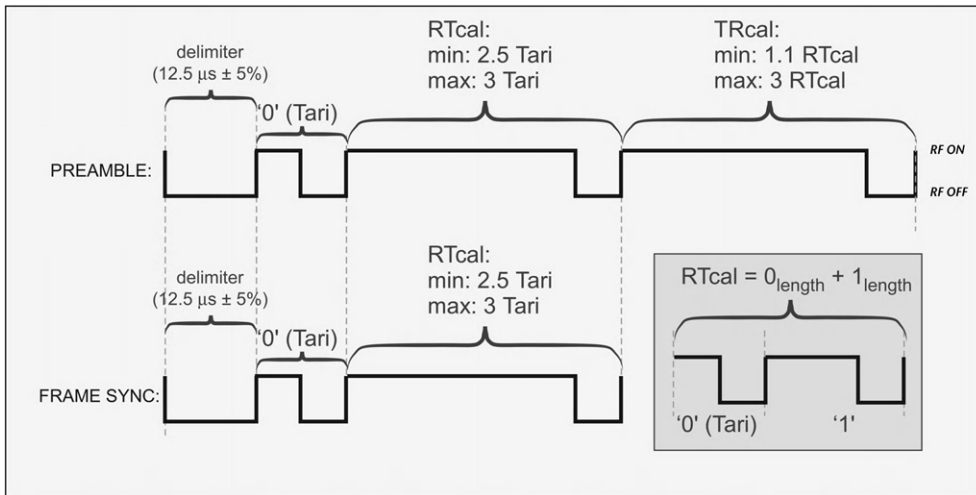 RTcal:
min: 2.5 Tari
max: 3 Tari
TRcal:
min: 1.1 RTcal
max: 3 RTcal
delimiter
(12.5 µs ± 5%)
‘0’ (Tari)
PREAMBLE:
RF ON
RF OFF
RTcal:
min: 2.5 Tari
max: 3 Tari
delimiter
(12.5 µs ± 5%)
‘0’ (Tari)
FRAME SYNC:
RTcal = 0length + 1length
‘0’ (Tari)
‘1’